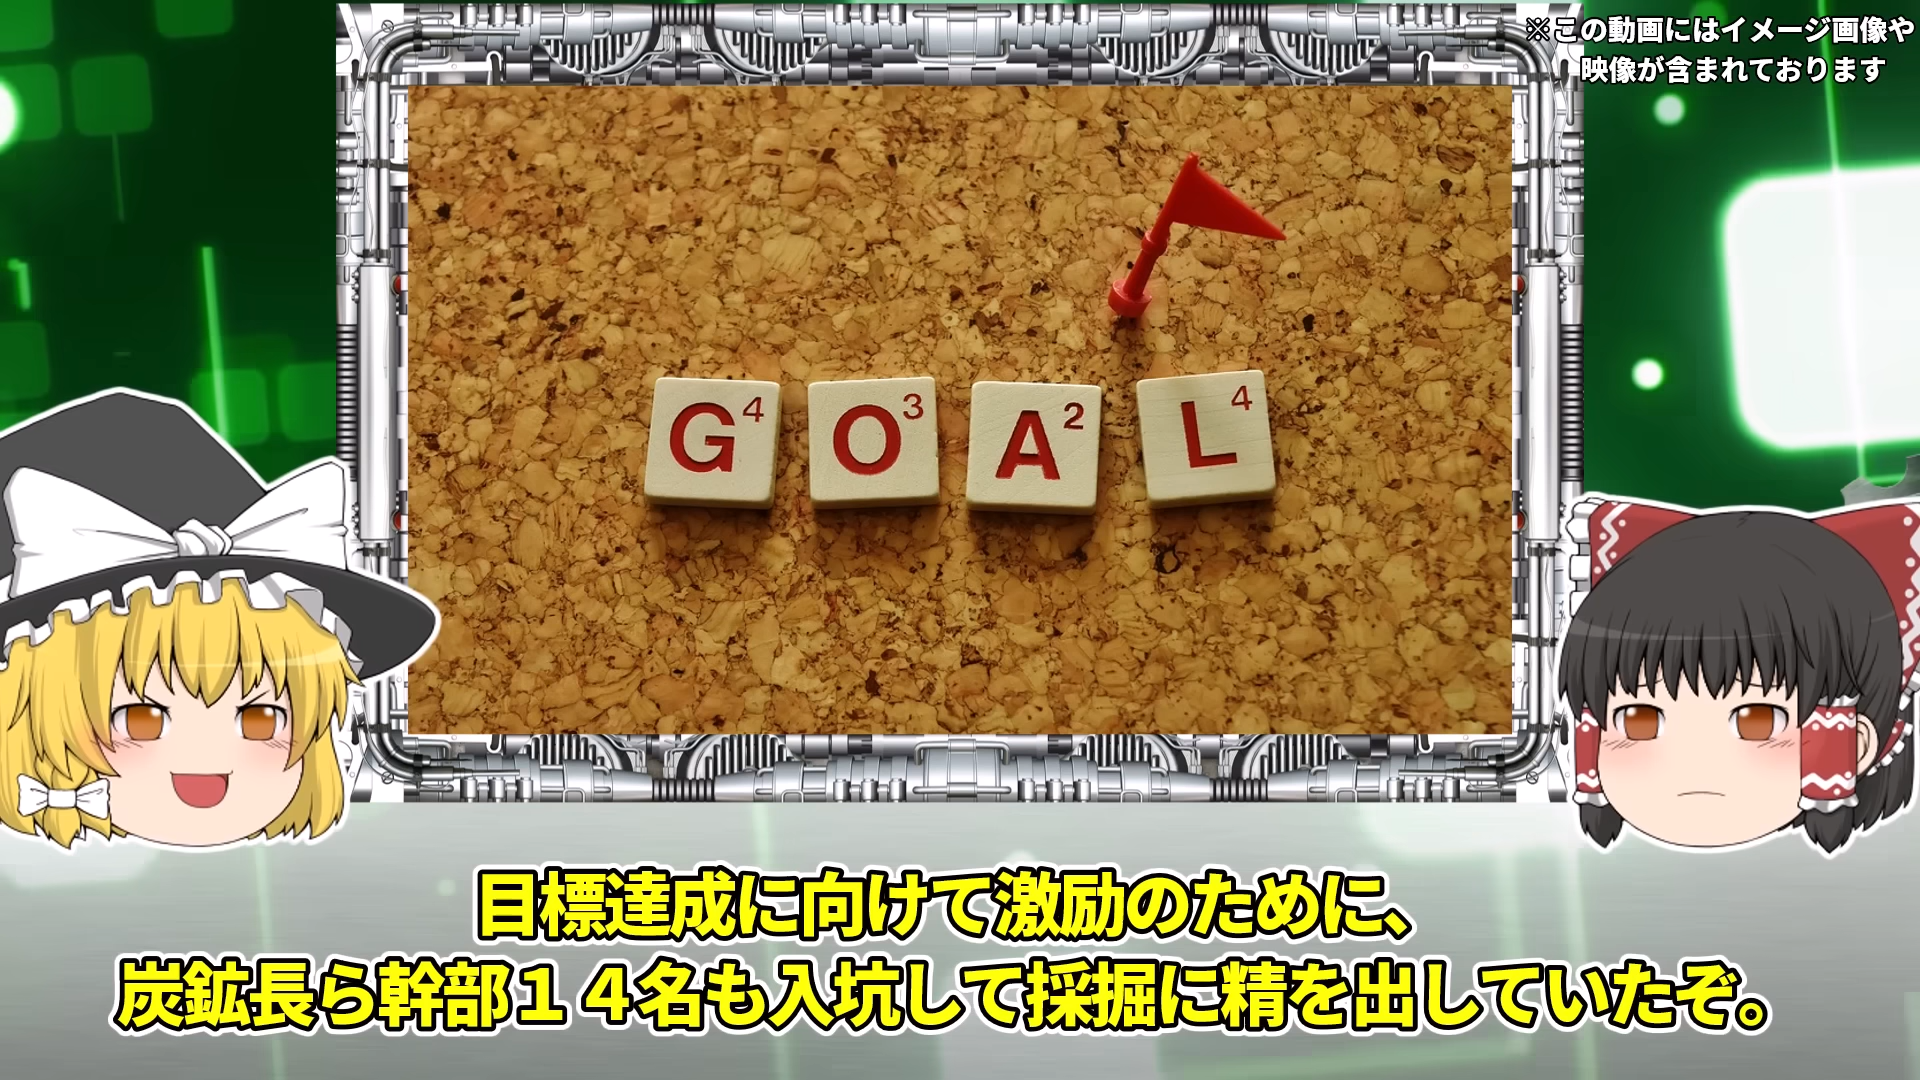 ※この動画にはイメージ画像や
映像が含まれております
G4 O3 A2 L4
目標達成に向けて激励のために、
炭鉱長ら幹部１４名も入坑して採掘に精を出していたぞ。